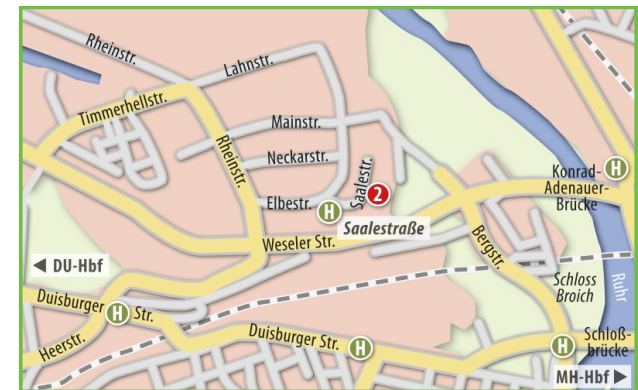 Rheinstr.
Lahnstr.
Timmerhellstr.
Mainstr.
Rheinstr.
Neckarstr.
Saalestr.
Konrad-
Adenauer-
Brücke
H
2
Elbestr.
H
Saalestraße
Weseler Str.
Bergstr.
◄ DU-Hbf
Schloss
Broich
Ruhr
Duisburger Str.
H
Heerstr.
Duisburger Str.
H
H
Schloß-
brücke
MH-Hbf ►